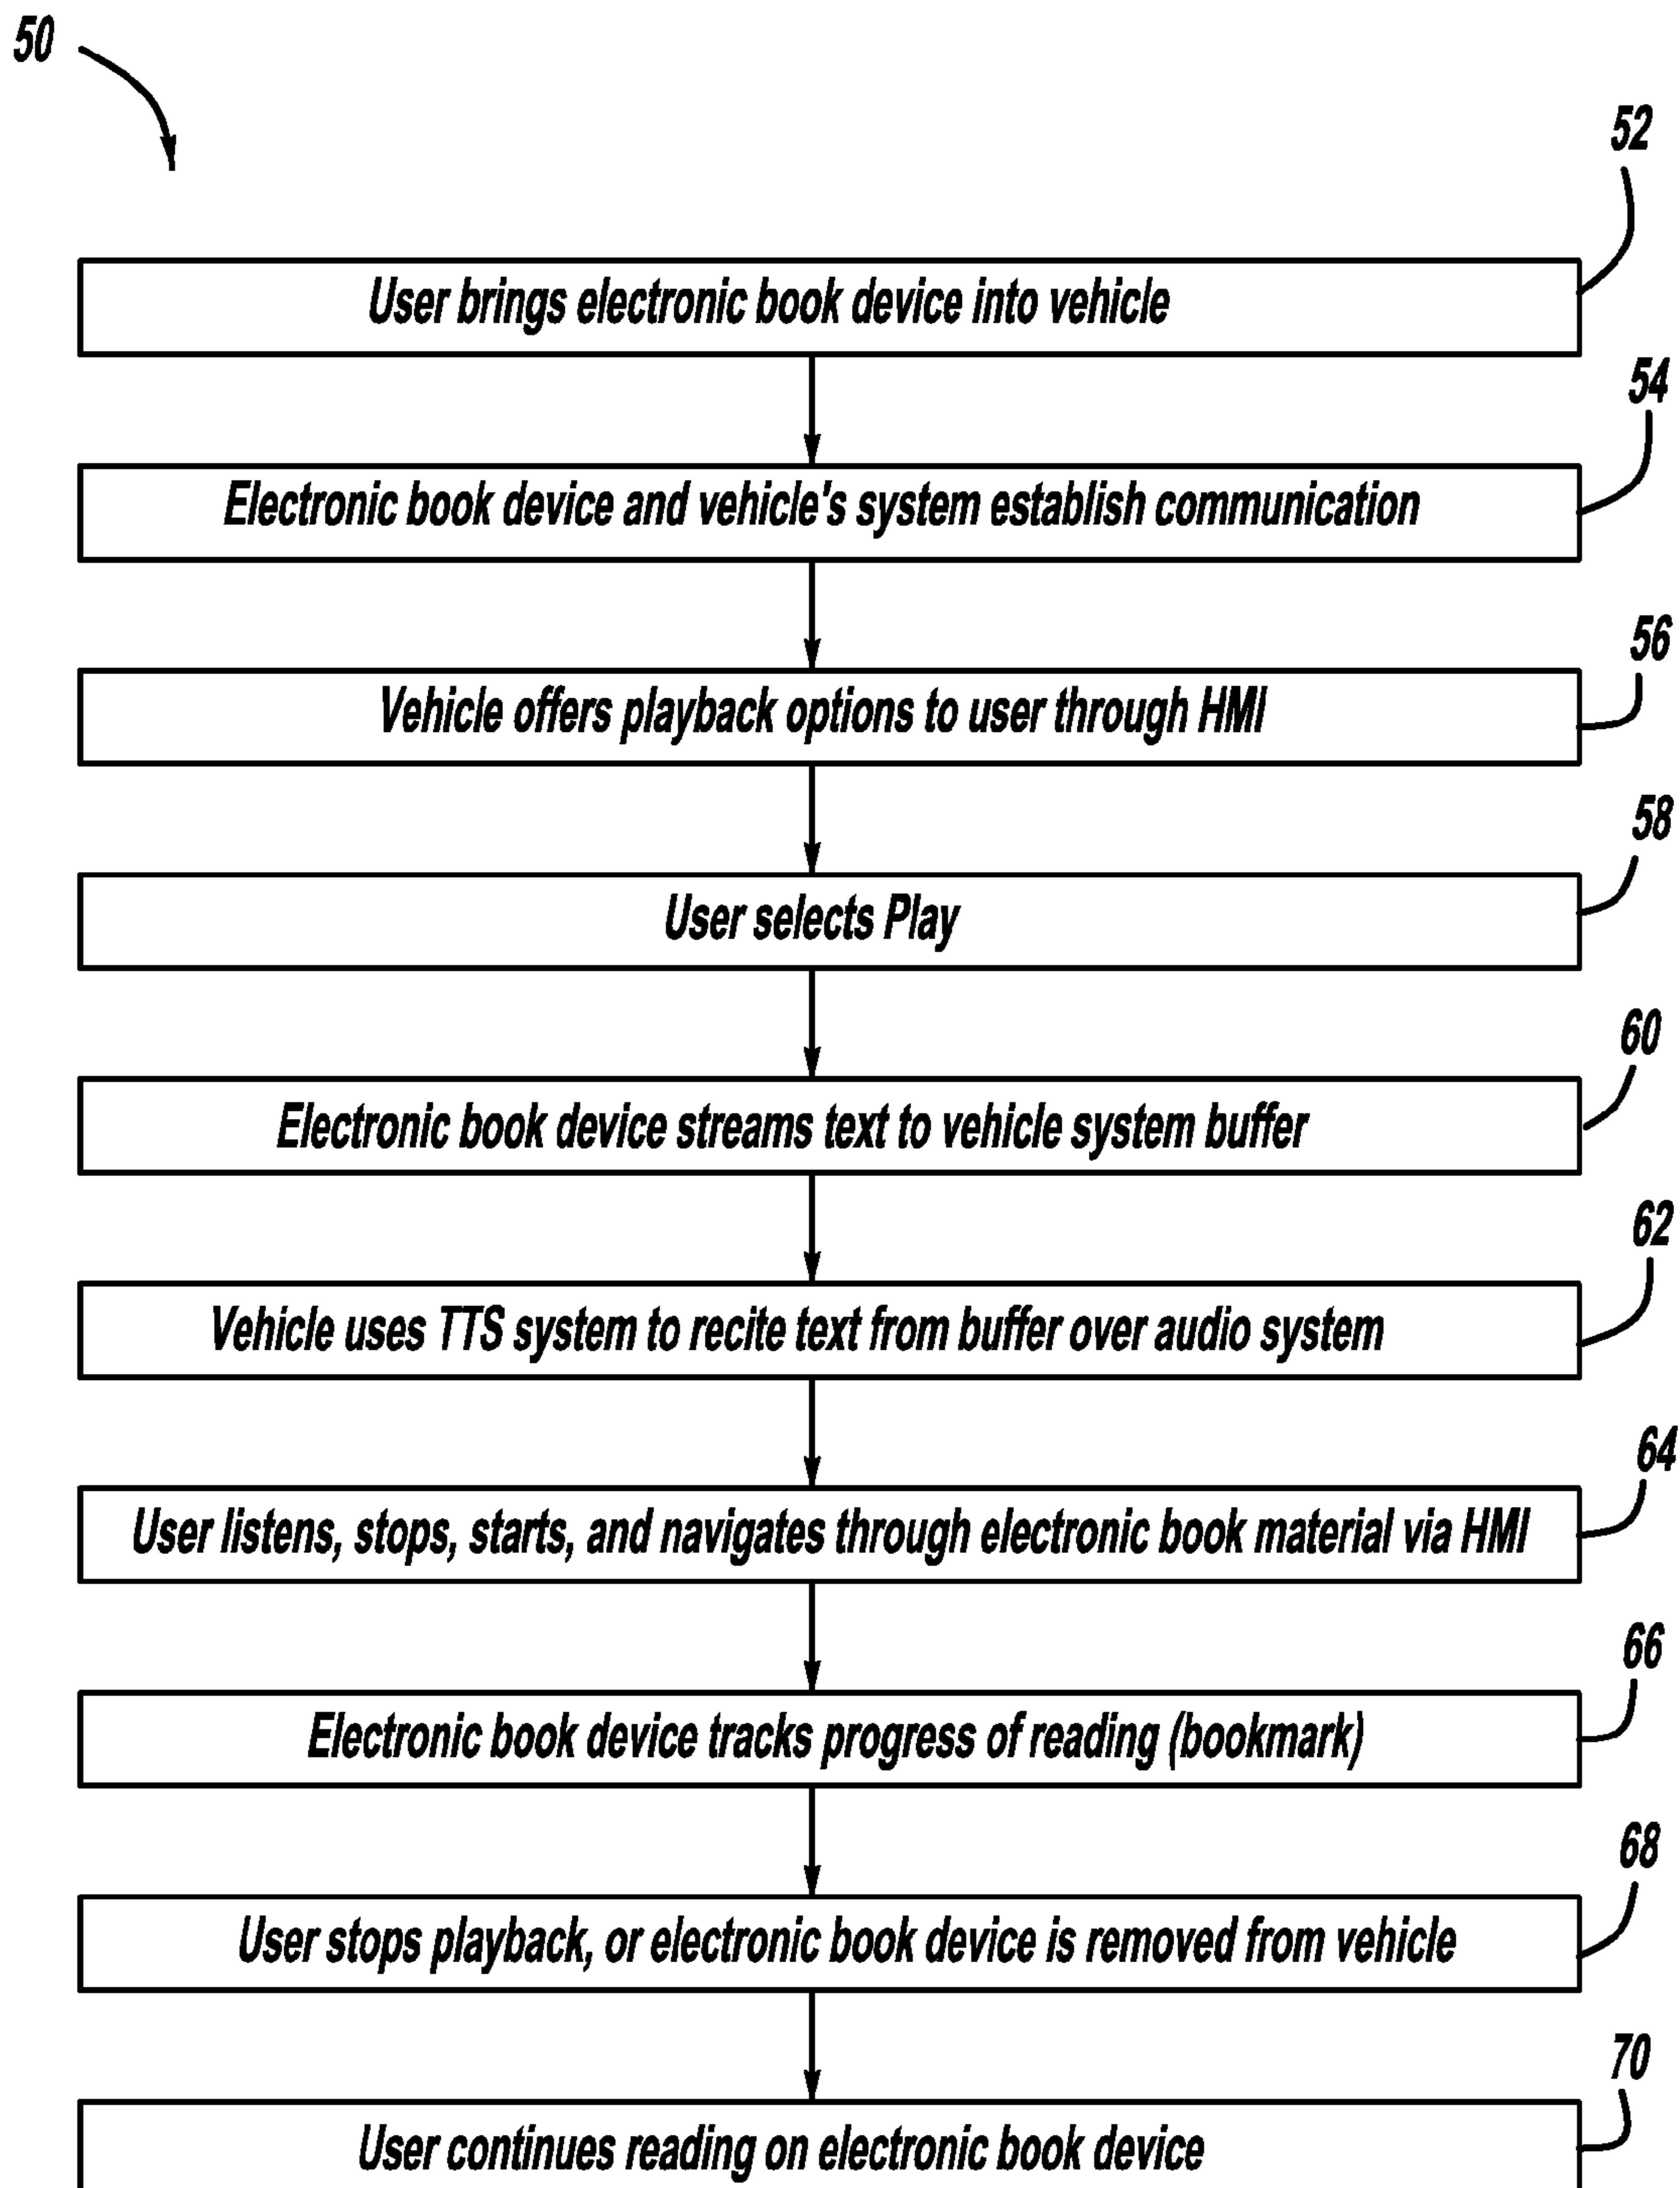 50
52
User brings electronic book device into vehicle
54
Electronic book device and vehicle's system establish communication
56
Vehicle offers playback options to user through HMI
58
User selects Play
60
Electronic book device streams text to vehicle system buffer
62
Vehicle uses TTS system to recite text from buffer over audio system
64
User listens, stops, starts, and navigates through electronic book material via HMI
66
Electronic book device tracks progress of reading (bookmark)
68
User stops playback, or electronic book device is removed from vehicle
70
User continues reading on electronic book device